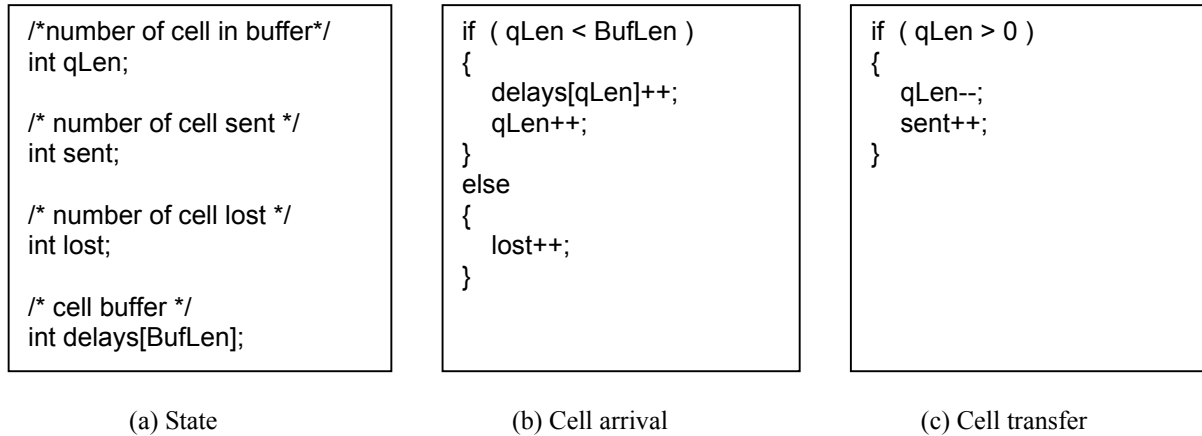 /*number of cell in buffer*/
int qLen;
/* number of cell sent */
int sent;
/* number of cell lost */
int lost;
/* cell buffer */
int delays[BufLen];
(a) State
if ( qLen < BufLen )
{
delays[qLen]++;
qLen++;
}
else
{
lost++;
}
(b) Cell arrival
if ( qLen > 0 )
{
qLen--;
sent++;
}
(c) Cell transfer